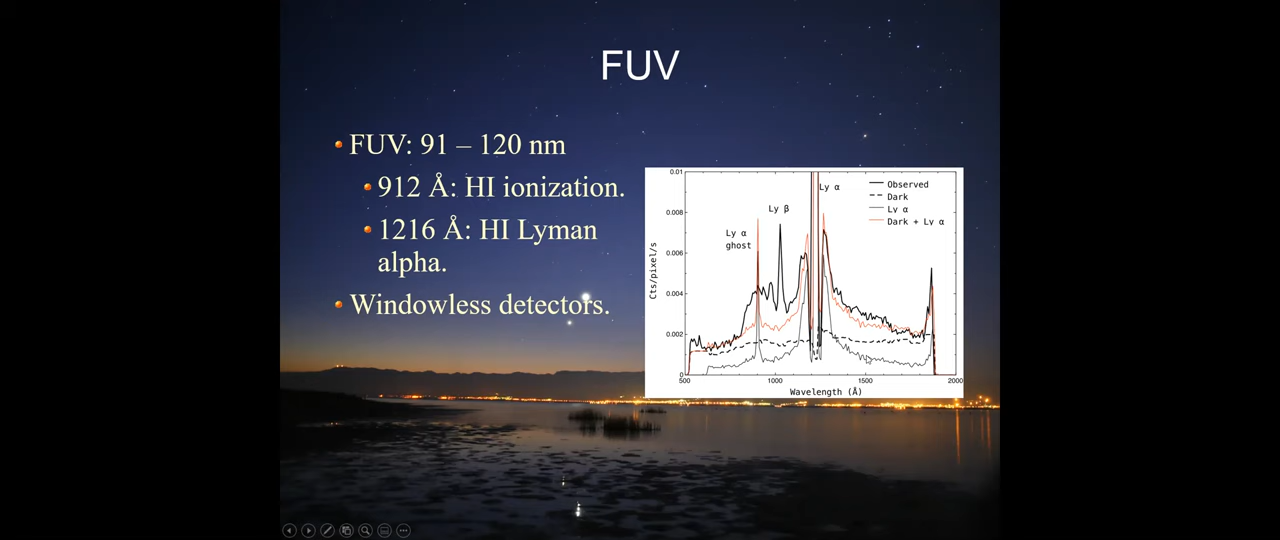 FUV
FUV: 91 – 120 nm
912 Å: HI ionization.
1216 Å: HI Lyman
alpha.
Windowless detectors.
0.01
0.008
0.006
0.004
0.002
0
Cts/pixel/s
Ly α
ghost
Ly β
Ly α
Observed
Dark
Ly α
Dark + Ly α
500
1000
1500
2000
Wavelength (Å)